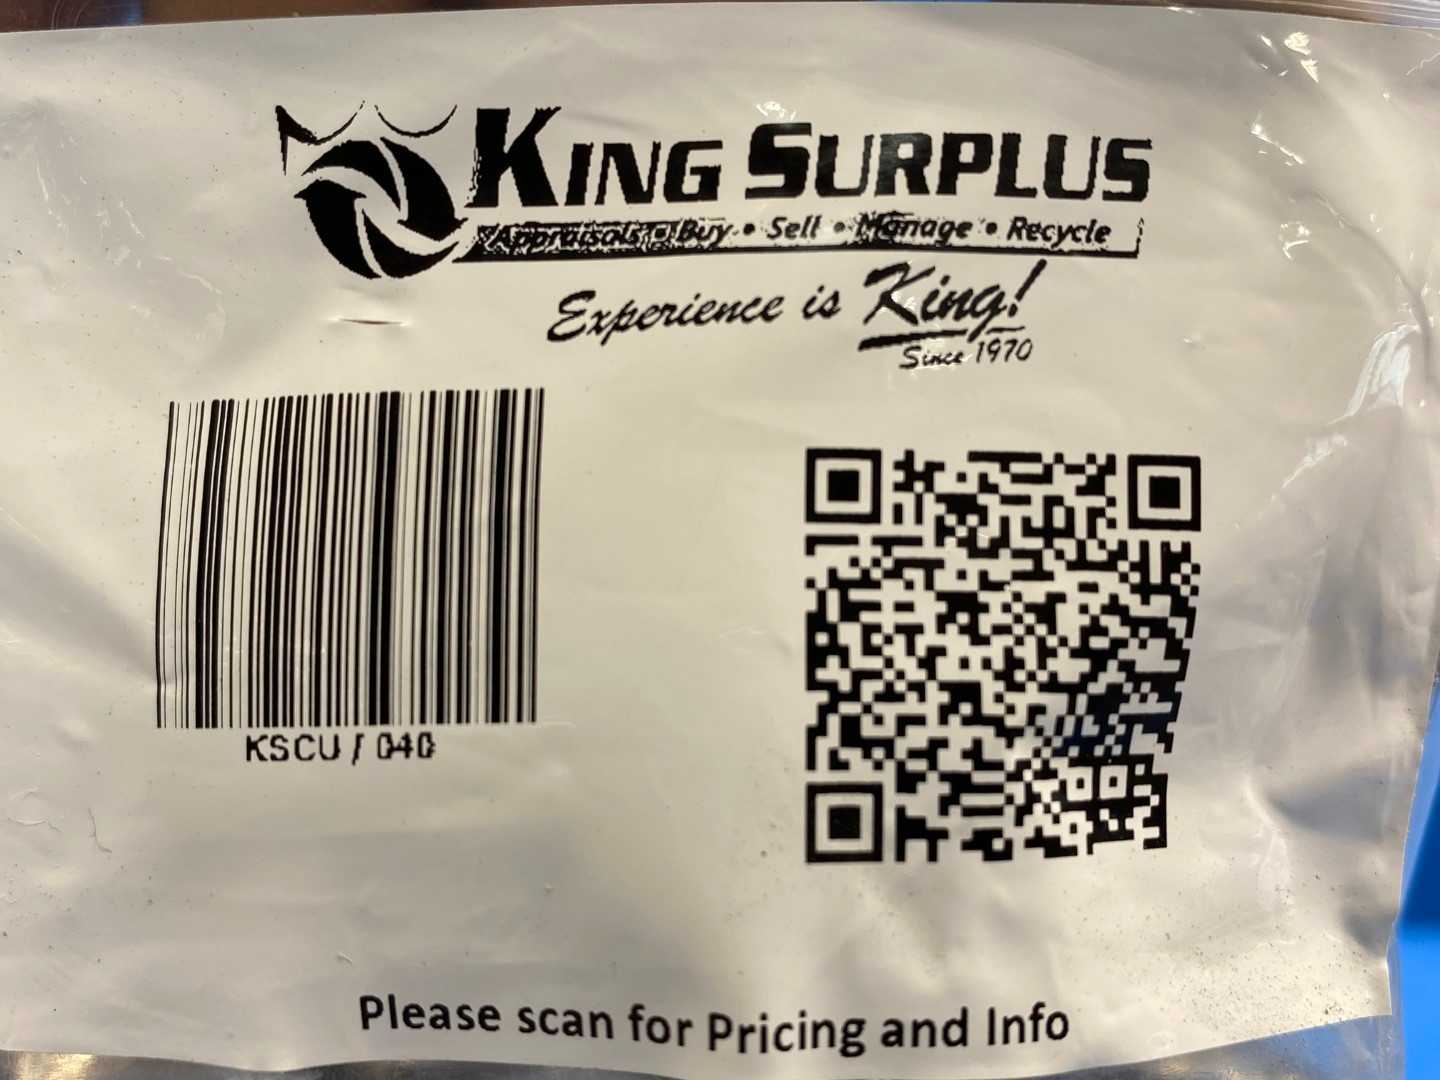 KING SURPLUS
Appraisals • Buy • Sell • Manage • Recycle
Experience is King!
Since 1970
KSCU / 040
Please scan for Pricing and Info